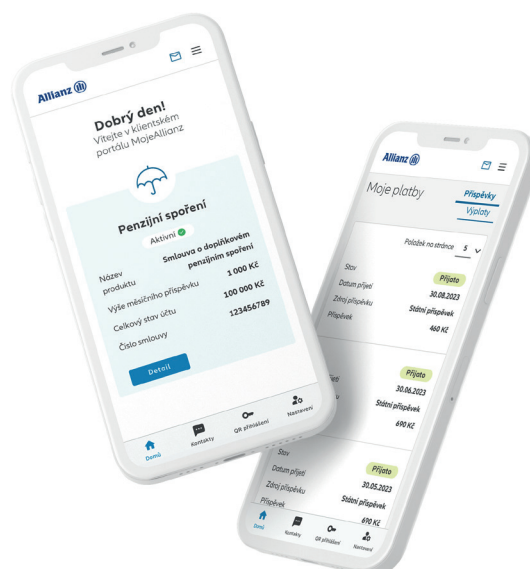 Allianz
Dobrý den!
Vítejte v klientském
portálu MojeAllianz
Penzijní spoření
Aktivní
Název produktu Smlouva o doplňkovém penzijním spoření
Výše měsíčního příspěvku 1 000 Kč
Celkový stav účtu 100 000 Kč
Číslo smlouvy 123456789
Detail
Domů Kontakty QR přihlášení Nastavení
Allianz
Moje platby Příspěvky
Výplaty
Položek na stránce 5
Stav Přijato
Datum přijetí 30.08.2023
Zdroj příspěvku Státní příspěvek
Příspěvek 460 Kč
Přijato
přijetí 30.06.2023
příspěvku Státní příspěvek
690 Kč
Stav Přijato
Datum přijetí 30.05.2023
Zdroj příspěvku Státní příspěvek
Příspěvek 690 Kč
Domů Kontakty QR přihlášení Nastavení